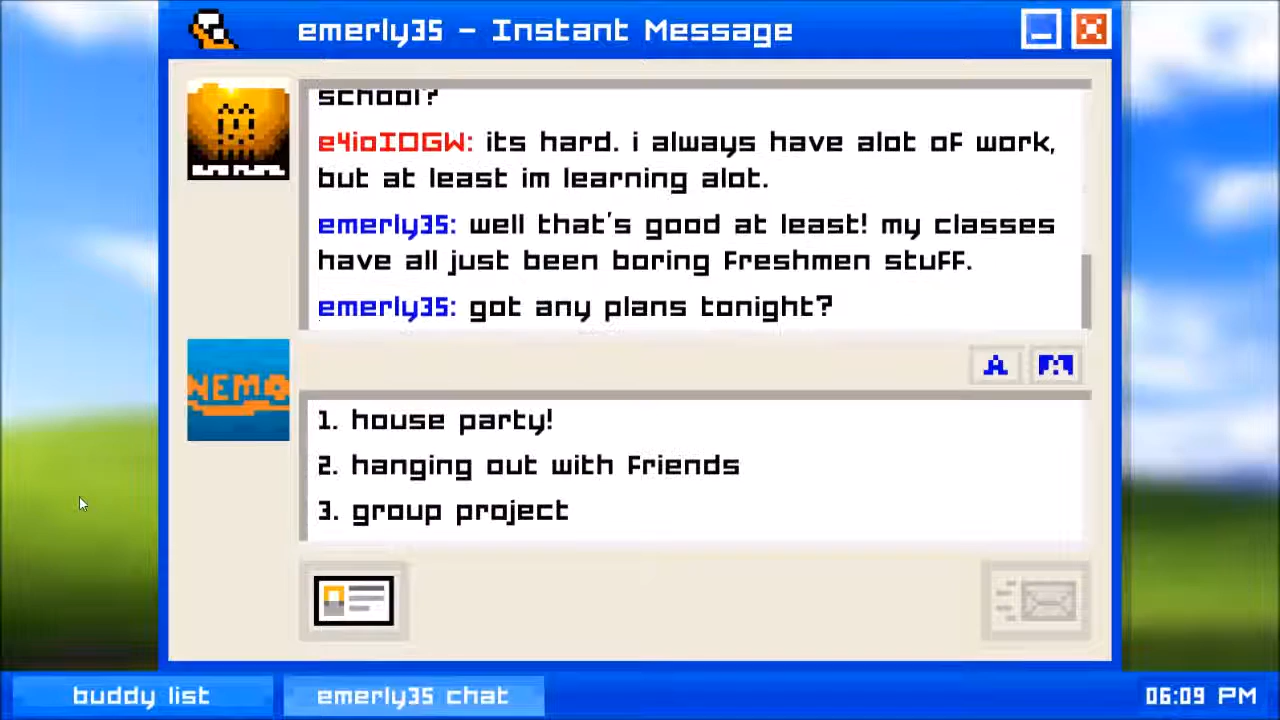 emerly35 - Instant Message
school?
e4ioIOGW: its hard. i always have alot of work,
but at least im learning alot.
emerly35: well that's good at least! my classes
have all just been boring Freshmen stuff.
emerly35: got any plans tonight?
NEMO
A
1. house party!
2. hanging out with friends
3. group project
buddy list
emerly35 chat
06:09 PM